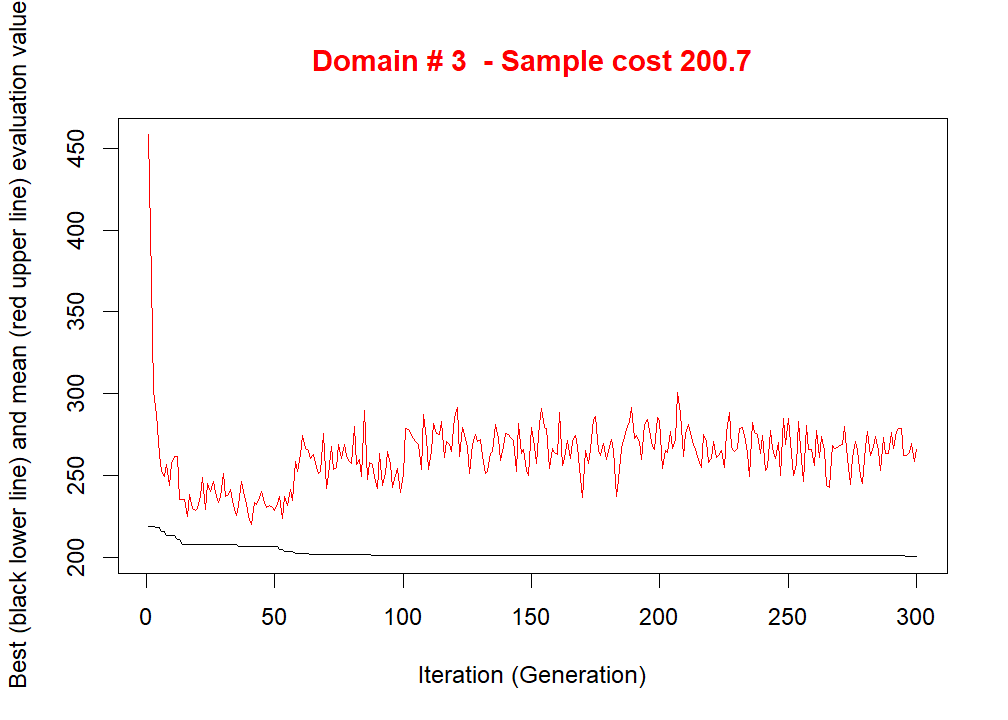 Domain # 3  - Sample cost 200.7
Best (black lower line) and mean (red upper line) evaluation value
450
400
350
300
250
200
0 50 100 150 200 250 300
Iteration (Generation)